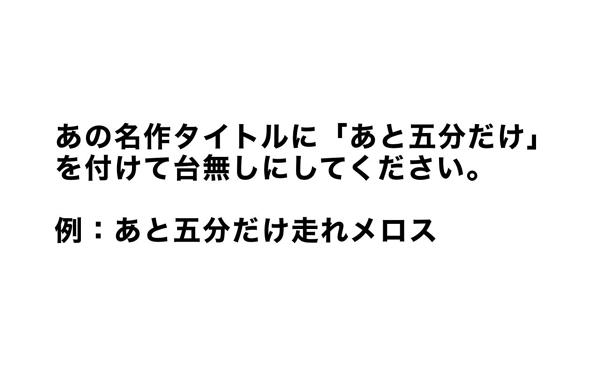 あの名作タイトルに「あと五分だけ」
を付けて台無しにしてください。
例：あと五分だけ走れメロス